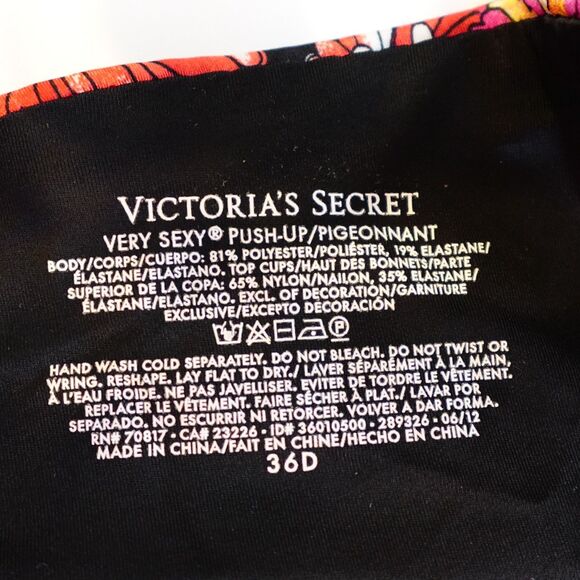 VICTORIA'S SECRET
VERY SEXY® PUSH-UP/PIGEONNANT
BODY/CORPS/CUERPO: 81% POLYESTER/POLIÉSTER, 19% ELASTANE/
ÉLASTANE/ELASTANO. TOP CUPS/HAUT DES BONNETS/PARTE
SUPERIOR DE LA COPA: 65% NYLON/NAILON, 35% ELASTANE/
ÉLASTANE/ELASTANO. EXCL. OF DECORATION/GARNITURE
EXCLUSIVE/EXCEPTO DECORACIÓN
P
HAND WASH COLD SEPARATELY. DO NOT BLEACH. DO NOT TWIST OR
WRING. RESHAPE. LAY FLAT TO DRY./ LAVER SÉPARÉMENT À LA MAIN,
À L'EAU FROIDE. NE PAS JAVELLISER. EVITER DE TORDRE LE VÊTEMENT.
REPLACER LE VÊTEMENT. FAIRE SÉCHER À PLAT./ LAVAR POR
SEPARADO. NO ESCURRIR NI RETORCER. VOLVER A DAR FORMA.
RN# 70817 • CA# 23226 • ID# 36010500 • 289326 • 06/12
MADE IN CHINA/FAIT EN CHINE/HECHO EN CHINA
36D